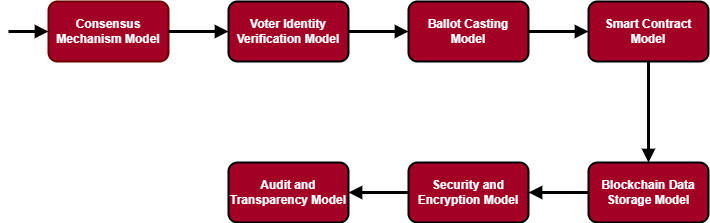 Consensus
Mechanism Model
Voter Identity
Verification Model
Ballot Casting
Model
Smart Contract
Model
Blockchain Data
Storage Model
Security and
Encryption Model
Audit and
Transparency Model